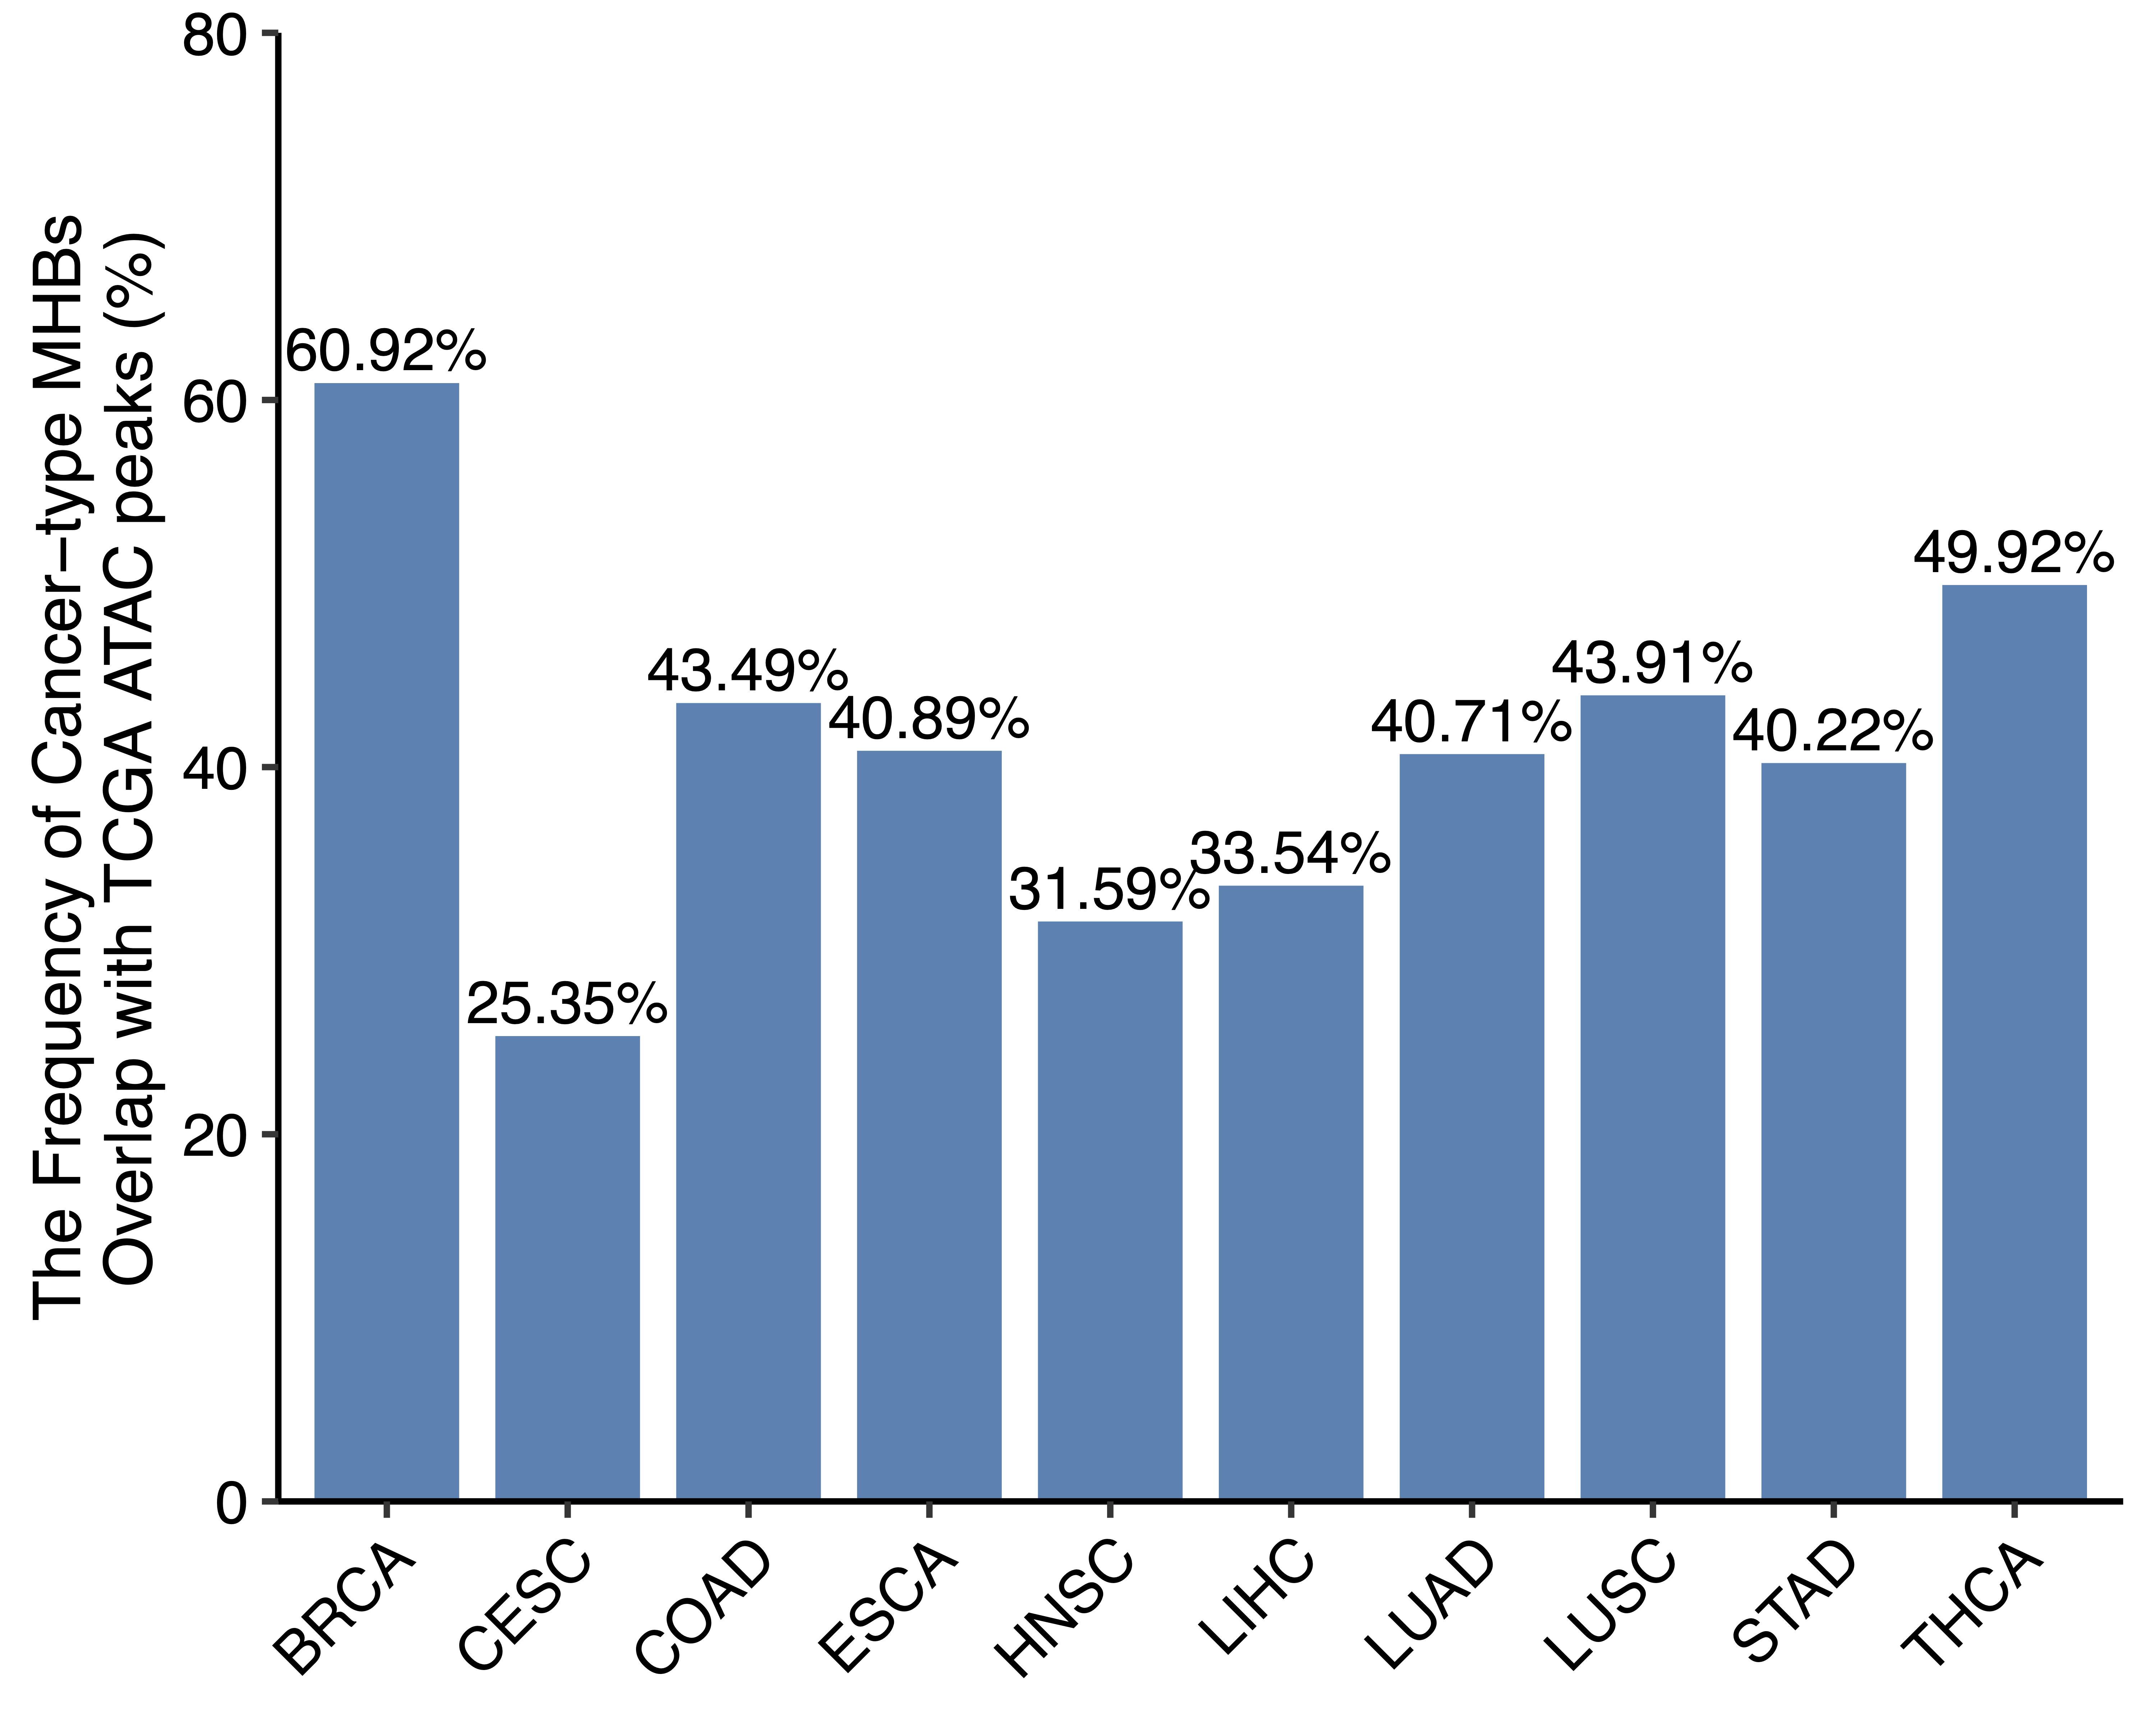 The Frequency of Cancer−type MHBs
Overlap with TCGA ATAC peaks (%)
80
60
40
20
0
60.92%
25.35%
43.49%
40.89%
31.59%
33.54%
40.71%
43.91%
40.22%
49.92%
BRCA
CESC
COAD
ESCA
HNSC
LIHC
LUAD
LUSC
STAD
THCA